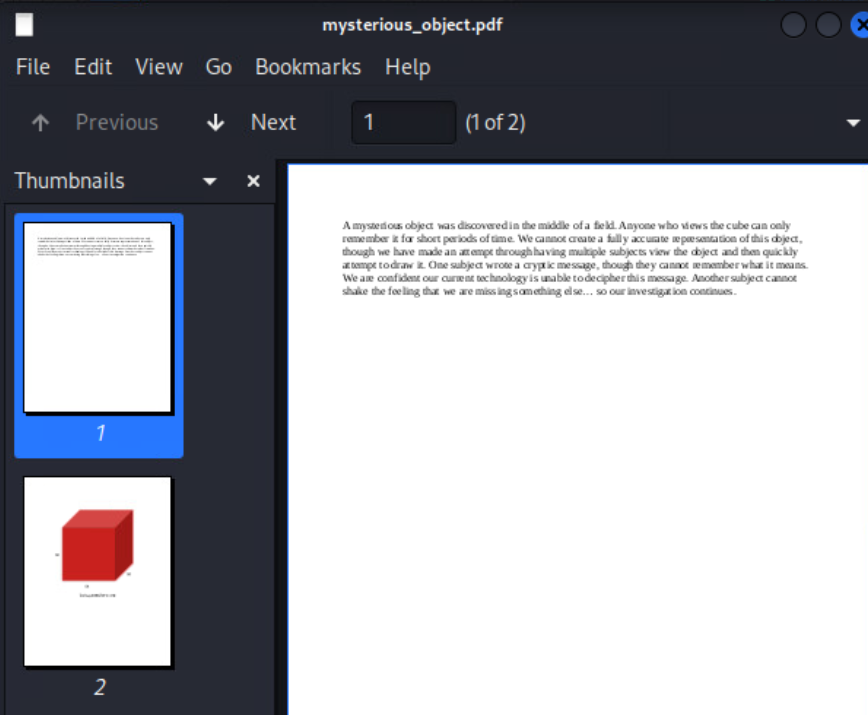 mysterious_object.pdf
File Edit View Go Bookmarks Help
Previous Next 1 (1 of 2)
Thumbnails
A mysterious object was discovered in the middle of a field. Anyone who views the cube can only
remember it for short periods of time. We cannot create a fully accurate representation of this object,
though we have made an attempt through having multiple subjects view the object and then quickly
attempt to draw it. One subject wrote a cryptic message, though they cannot remember what it means.
We are confident our current technology is unable to decipher this message. Another subject cannot
shake the feeling that we are missing something else... so our investigation continues.
1
2